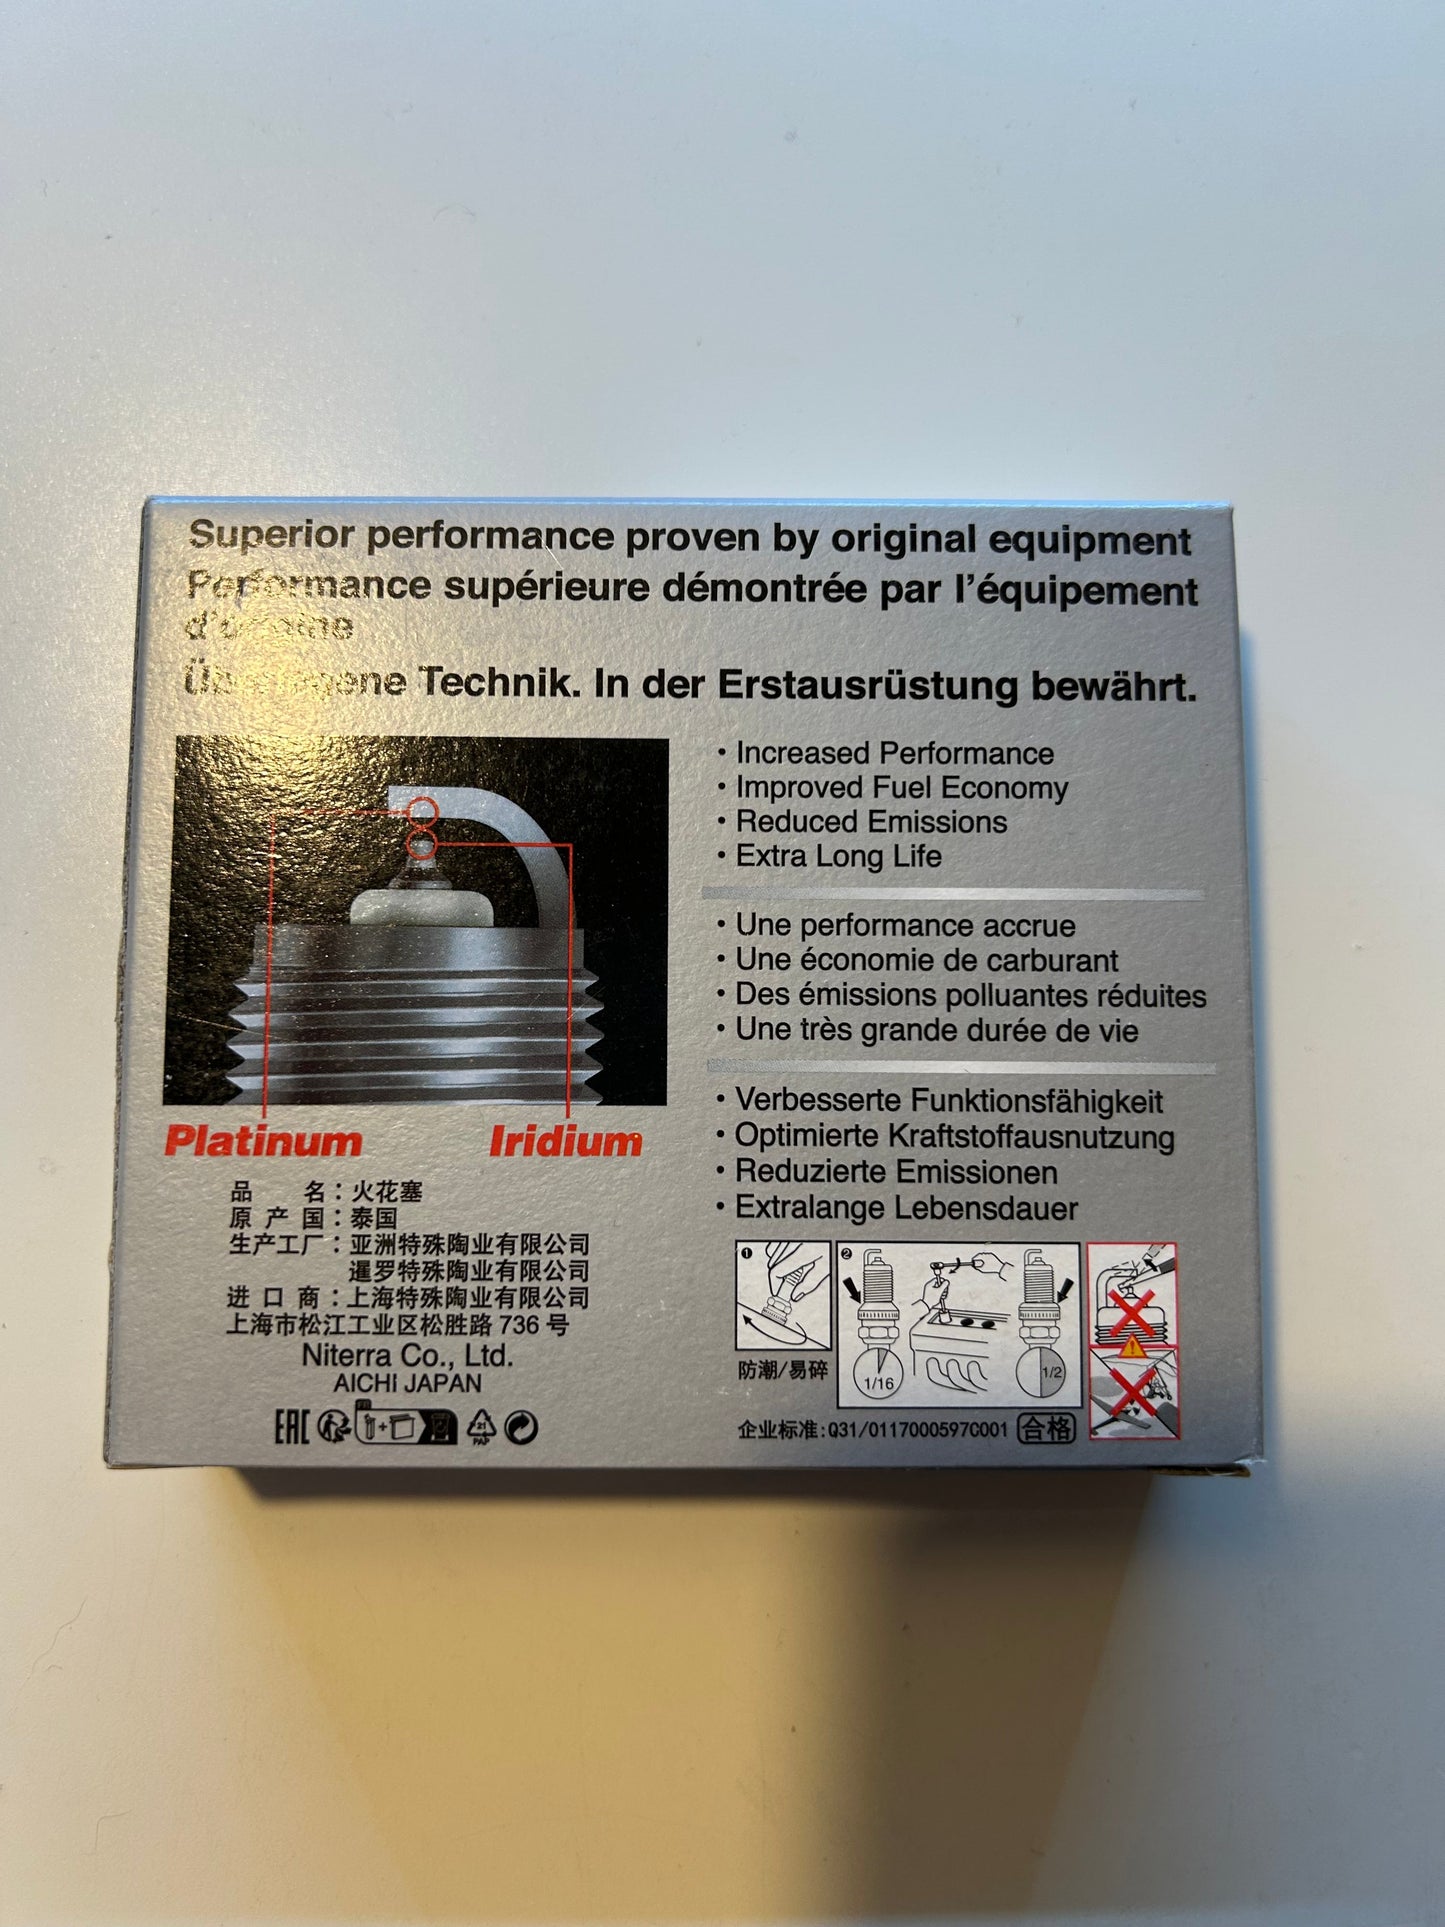 Superior performance proven by original equipment
Performance supérieure démontrée par l'équipement
Technik. In der Erstausrüstung bewährt.
Platinum
Iridium
品 名：火花塞
原 产 国：泰国
生产工厂：亚洲特殊陶业有限公司
暹罗特殊陶业有限公司
进 口 商：上海特殊陶业有限公司
上海市松江工业区松胜路 736 号
Niterra Co., Ltd.
AICHI JAPAN
EAC
21
PAP
• Increased Performance
• Improved Fuel Economy
• Reduced Emissions
• Extra Long Life
• Une performance accrue
• Une économie de carburant
• Des émissions polluantes réduites
• Une très grande durée de vie
• Verbesserte Funktionsfähigkeit
• Optimierte Kraftstoffausnutzung
• Reduzierte Emissionen
• Extralange Lebensdauer
1
2
1/16
1/2
防潮/易碎
企业标准:Q31/0117000597C001 合格